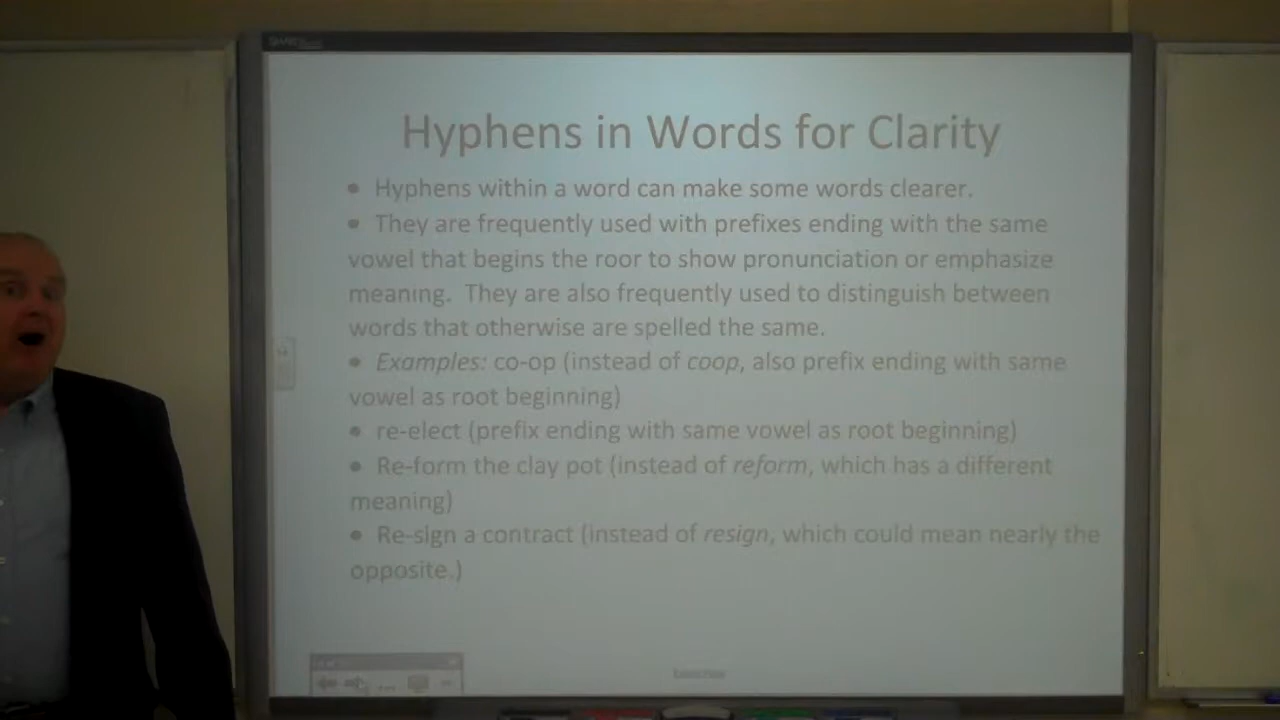 SMART
Hyphens in Words for Clarity
• Hyphens within a word can make some words clearer.
• They are frequently used with prefixes ending with the same
vowel that begins the roor to show pronunciation or emphasize
meaning. They are also frequently used to distinguish between
words that otherwise are spelled the same.
• Examples: co-op (instead of coop, also prefix ending with same
vowel as root beginning)
• re-elect (prefix ending with same vowel as root beginning)
• Re-form the clay pot (instead of reform, which has a different
meaning)
• Re-sign a contract (instead of resign, which could mean nearly the
opposite.)